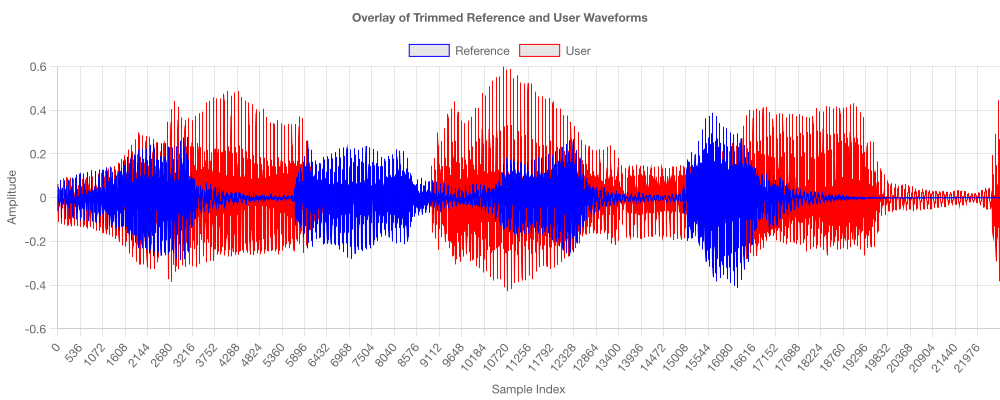 Overlay of Trimmed Reference and User Waveforms
Reference User
0.6
0.4
0.2
0
-0.2
-0.4
-0.6
Amplitude
0 536 1072 1608 2144 2680 3216 3752 4288 4824 5360 5896 6432 6968 7504 8040 8576 9112 9648 10184 10720 11256 11792 12328 12864 13400 13936 14472 15008 15544 16080 16616 17152 17688 18224 18760 19296 19832 20368 20904 21440 21976
Sample Index